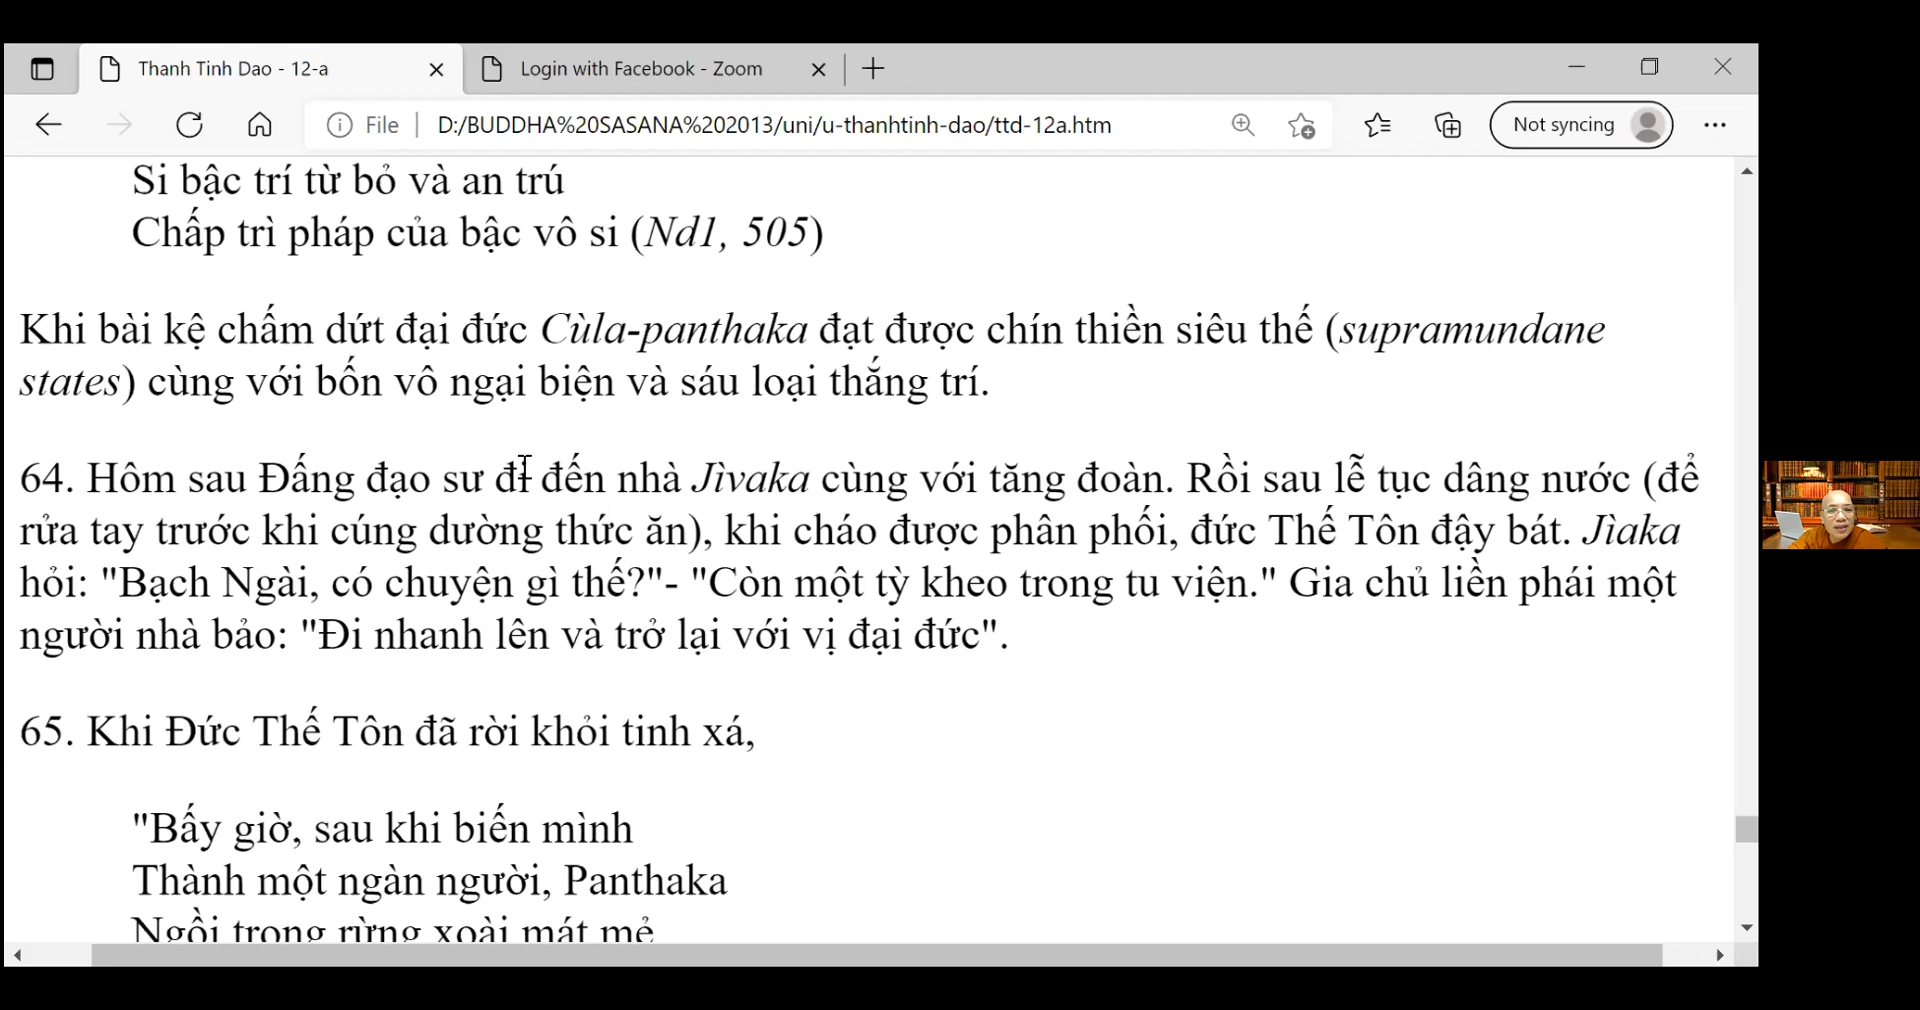 Thanh Tinh Dao - 12-a
Login with Facebook - Zoom
File
D:/BUDDHA%20SASANA%202013/uni/u-thanhtinh-dao/ttd-12a.htm
Not syncing
Si bậc trí từ bỏ và an trú
Chấp trì pháp của bậc vô si (Nd1, 505)
Khi bài kệ chấm dứt đại đức Cùla-panthaka đạt được chín thiền siêu thế (supramundane
states) cùng với bốn vô ngại biện và sáu loại thắng trí.
64. Hôm sau Đấng đạo sư đi đến nhà Jìvaka cùng với tăng đoàn. Rồi sau lễ tục dâng nước (để
rửa tay trước khi cúng dường thức ăn), khi cháo được phân phối, đức Thế Tôn đậy bát. Jìaka
hỏi: "Bạch Ngài, có chuyện gì thế?"- "Còn một tỳ kheo trong tu viện." Gia chủ liền phái một
người nhà bảo: "Đi nhanh lên và trở lại với vị đại đức".
65. Khi Đức Thế Tôn đã rời khỏi tinh xá,
"Bấy giờ, sau khi biến mình
Thành một ngàn người, Panthaka
Ngồi trong rừng xoài mát mẻ